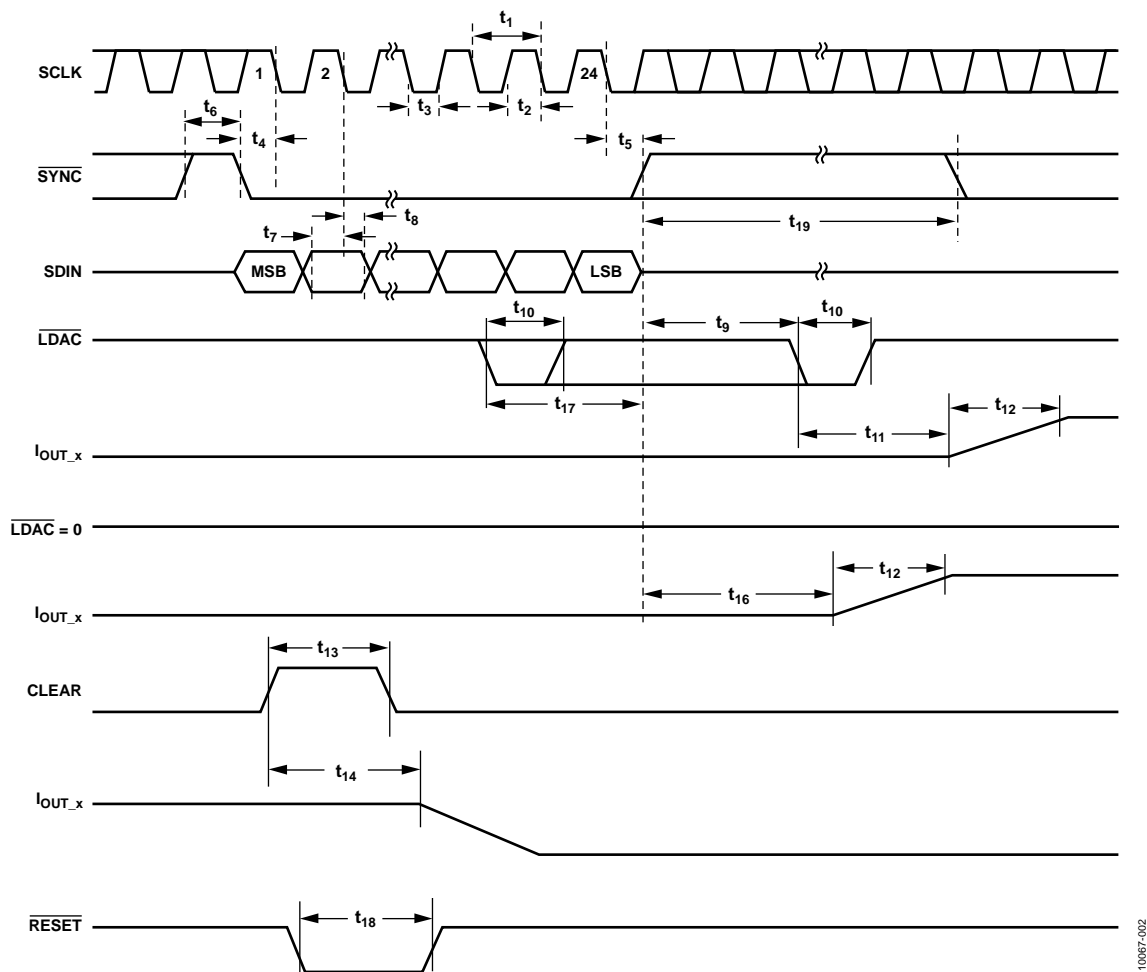 t1
SCLK
1
2
24
t6
t3
t2
t4
t5
SYNC
t8
t19
t7
SDIN
MSB
LSB
t10
t9
t10
LDAC
t17
t12
t11
IOUT_x
LDAC = 0
t12
t16
IOUT_x
t13
CLEAR
t14
IOUT_x
t18
RESET
10067-002